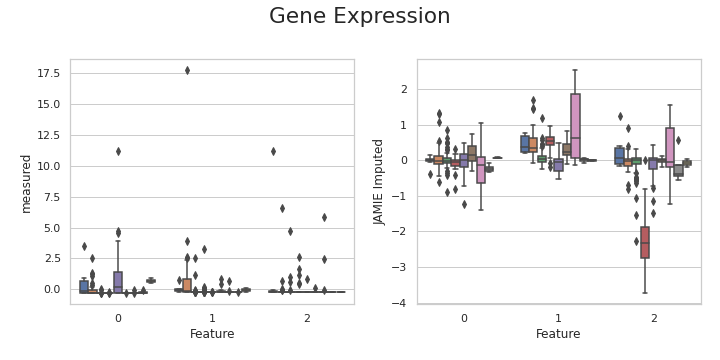 Gene Expression
measured
17.5
15.0
12.5
10.0
7.5
5.0
2.5
0.0
0 1 2
Feature
JAMIE Imputed
2
1
0
−1
−2
−3
−4
0 1 2
Feature